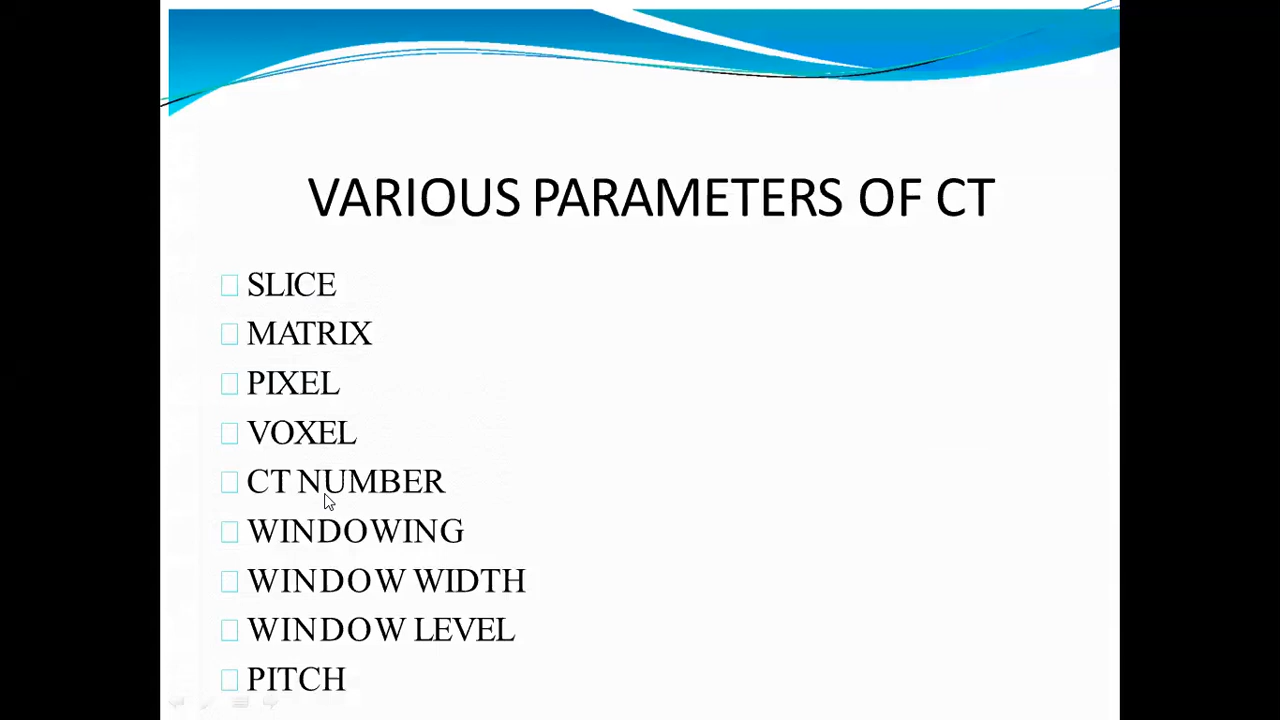 VARIOUS PARAMETERS OF CT
SLICE
MATRIX
PIXEL
VOXEL
CT NUMBER
WINDOWING
WINDOW WIDTH
WINDOW LEVEL
PITCH